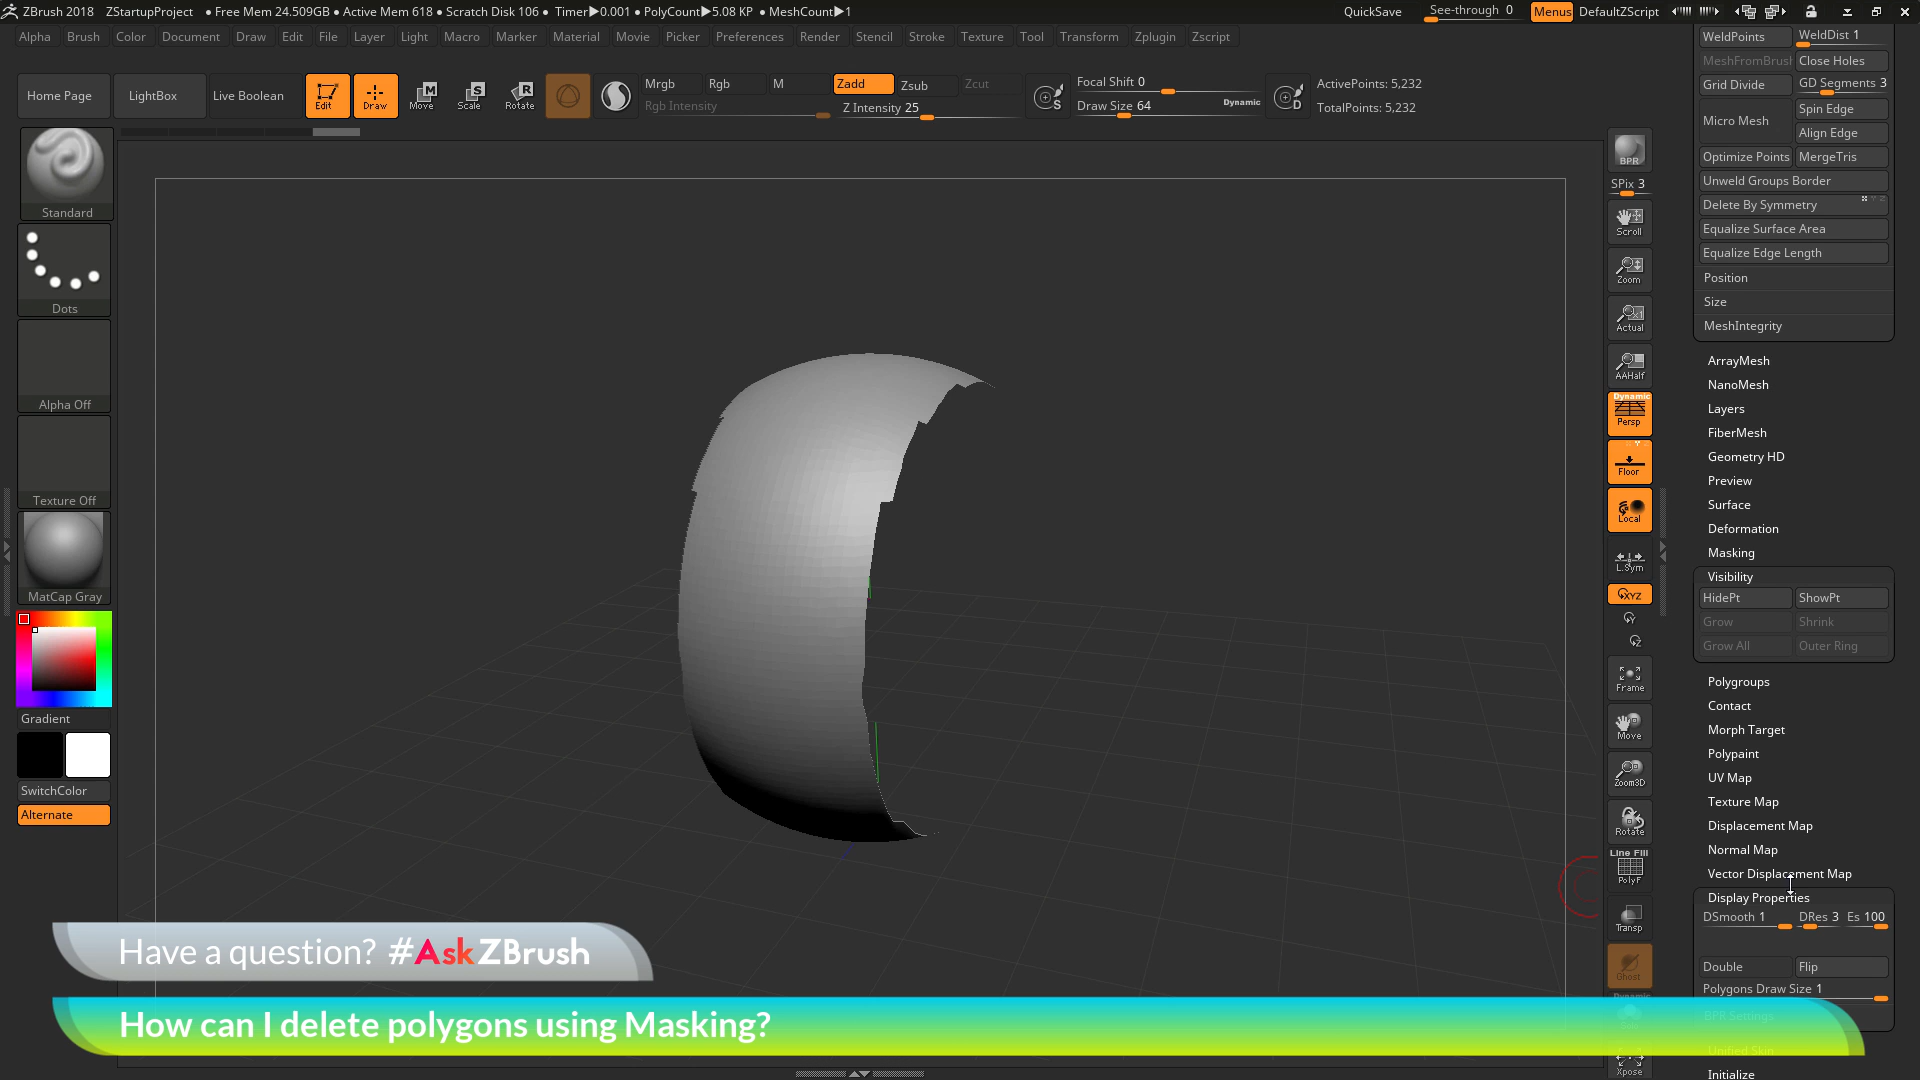 ZBrush 2018 ZStartupProject • Free Mem 24.509GB • Active Mem 618 • Scratch Disk 106 • Timer▶0.001 • PolyCount▶5.08 KP • MeshCount▶1 QuickSave See-through 0 Menus DefaultZScript
Alpha Brush Color Document Draw Edit File Layer Light Macro Marker Material Movie Picker Preferences Render Stencil Stroke Texture Tool Transform Zplugin Zscript
Home Page LightBox Live Boolean Edit Draw Move Scale Rotate
Mrgb Rgb M Zadd Zsub Zcut
Rgb Intensity Z Intensity 25
Focal Shift 0
Draw Size 64 Dynamic
ActivePoints: 5,232
TotalPoints: 5,232
Standard
Dots
Alpha Off
Texture Off
MatCap Gray
Gradient
SwitchColor
Alternate
BPR
SPix 3
Scroll
Zoom
Actual
AAHalf
Dynamic
Persp
Floor
Local
L.Sym
XYZ
Y
Z
Frame
Move
Zoom3D
Rotate
Line Fill
PolyF
Transp
Ghost
Dynamic
Xpose
WeldPoints WeldDist 1
MeshFromBrush Close Holes
Grid Divide GD Segments 3
Micro Mesh Spin Edge
Align Edge
Optimize Points MergeTris
Unweld Groups Border
Delete By Symmetry
Equalize Surface Area
Equalize Edge Length
Position
Size
MeshIntegrity
ArrayMesh
NanoMesh
Layers
FiberMesh
Geometry HD
Preview
Surface
Deformation
Masking
Visibility
HidePt ShowPt
Grow Shrink
Grow All Outer Ring
Polygroups
Contact
Morph Target
Polypaint
UV Map
Texture Map
Displacement Map
Normal Map
Vector Displacement Map
Display Properties
DSmooth 1 DRes 3 Es 100
Double Flip
Polygons Draw Size 1
BPR Settings
Unified Skin
Initialize
Have a question? #AskZBrush
How can I delete polygons using Masking?